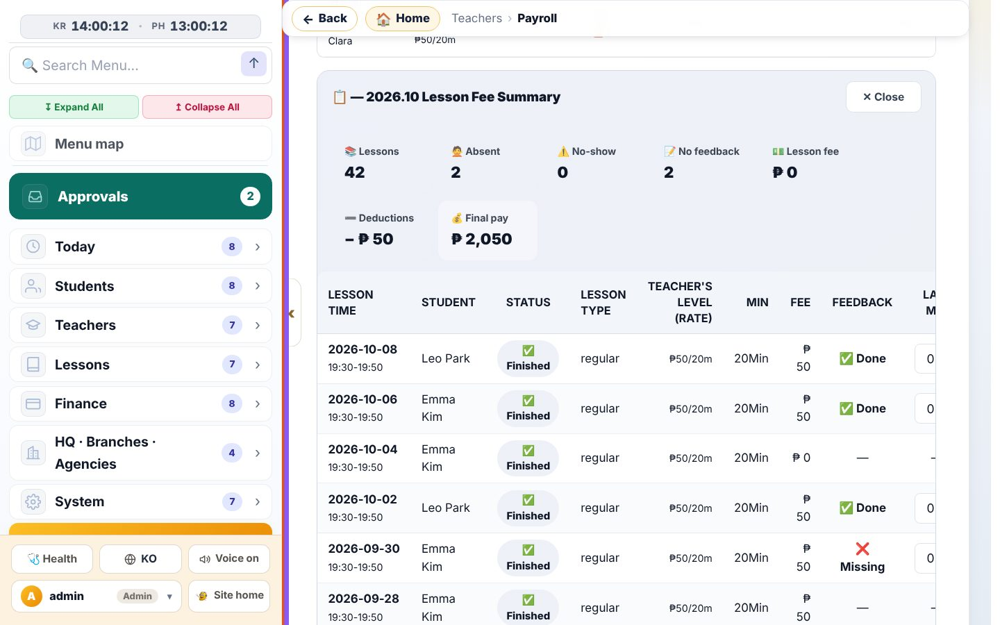 KR 14:00:12 • PH 13:00:12
Search Menu...
↧ Expand All
↥ Collapse All
Menu map
Approvals 2
Today 8
Students 8
Teachers 7
Lessons 7
Finance 8
HQ · Branches ·
Agencies 4
System 7
Health
KO
Voice on
A admin Admin ▾
Site home
← Back
Home
Teachers › Payroll
Clara ₱50/20m
— 2026.10 Lesson Fee Summary
✕ Close
Lessons
42
Absent
2
No-show
0
No feedback
2
Lesson fee
₱ 0
Deductions
− ₱ 50
Final pay
₱ 2,050
LESSON TIME
STUDENT
STATUS
LESSON TYPE
TEACHER'S LEVEL (RATE)
MIN
FEE
FEEDBACK
2026-10-08 19:30-19:50 Leo Park ✅ Finished regular ₱50/20m 20Min ₱ 50 ✅ Done 0
2026-10-06 19:30-19:50 Emma Kim ✅ Finished regular ₱50/20m 20Min ₱ 50 ✅ Done 0
2026-10-04 19:30-19:50 Emma Kim ✅ Finished regular ₱50/20m 20Min ₱ 0 —
2026-10-02 19:30-19:50 Leo Park ✅ Finished regular ₱50/20m 20Min ₱ 50 ✅ Done 0
2026-09-30 19:30-19:50 Emma Kim ✅ Finished regular ₱50/20m 20Min ₱ 50 ❌ Missing 0
2026-09-28 19:30-19:50 Emma Kim ✅ Finished regular ₱50/20m 20Min ₱ 50 —